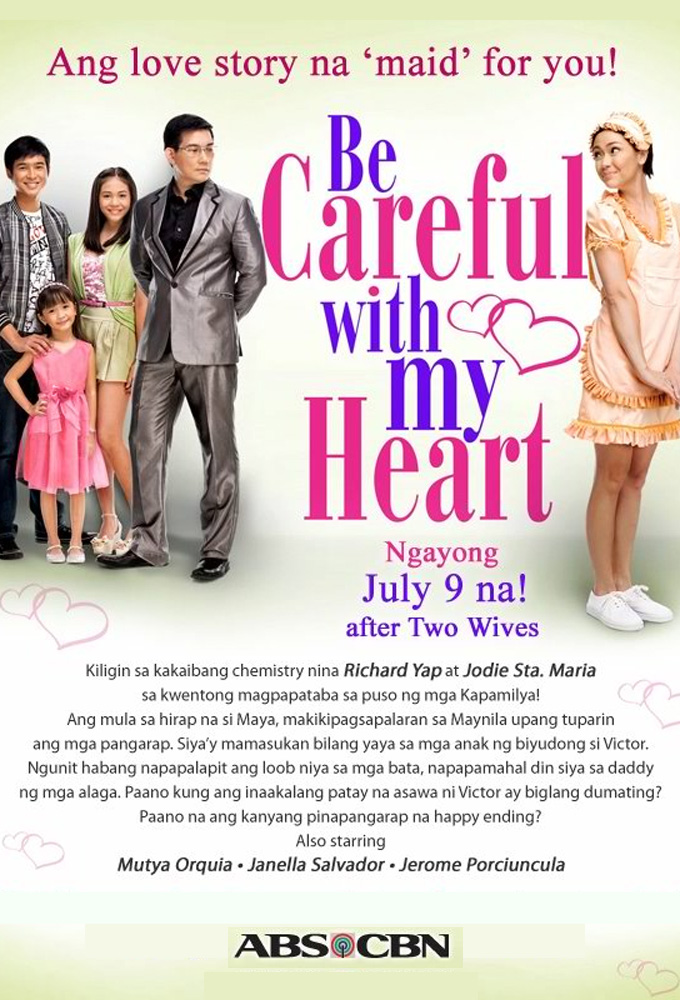 Ang love story na ‘maid’ for you!
Be
Careful
with
my
Heart
Ngayong
July 9 na!
after Two Wives
Kiligin sa kakaibang chemistry nina Richard Yap at Jodie Sta. Maria
sa kwentong magpapataba sa puso ng mga Kapamilya!
Ang mula sa hirap na si Maya, makikipagsapalaran sa Maynila upang tuparin
ang mga pangarap. Siya'y mamasukan bilang yaya sa mga anak ng biyudong si Victor.
Ngunit habang napapalapit ang loob niya sa mga bata, napapamahal din siya sa daddy
ng mga alaga. Paano kung ang inaakalang patay na asawa ni Victor ay biglang dumating?
Paano na ang kanyang pinapangarap na happy ending?
Also starring
Mutya Orquia • Janella Salvador • Jerome Porciuncula
ABS CBN